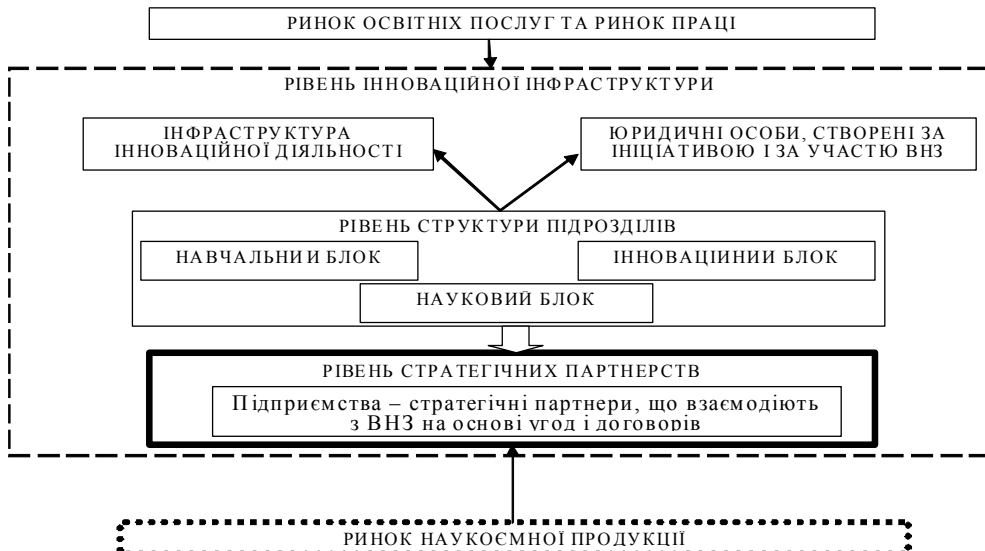 РИНОК ОСВІТНІХ ПОСЛУГ ТА РИНОК ПРАЦІ
РІВЕНЬ ІННОВАЦІЙНОЇ ІНФРАСТРУКТУРИ
ІНФРАСТРУКТУРА
ІННОВАЦІЙНОЇ ДІЯЛЬНОСТІ
ЮРИДИЧНІ ОСОБИ, СТВОРЕНІ ЗА
ІНІЦІАТИВОЮ І ЗА УЧАСТЮ ВНЗ
РІВЕНЬ СТРУКТУРИ ПІДРОЗДІЛІВ
НАВЧАЛЬНИЙ БЛОК
ІННОВАЦІЙНИЙ БЛОК
НАУКОВИЙ БЛОК
РІВЕНЬ СТРАТЕГІЧНИХ ПАРТНЕРСТВ
Підприємства – стратегічні партнери, що взаємодіють
з ВНЗ на основі угод і договорів
РИНОК НАУКОЄМНОЇ ПРОДУКЦІЇ